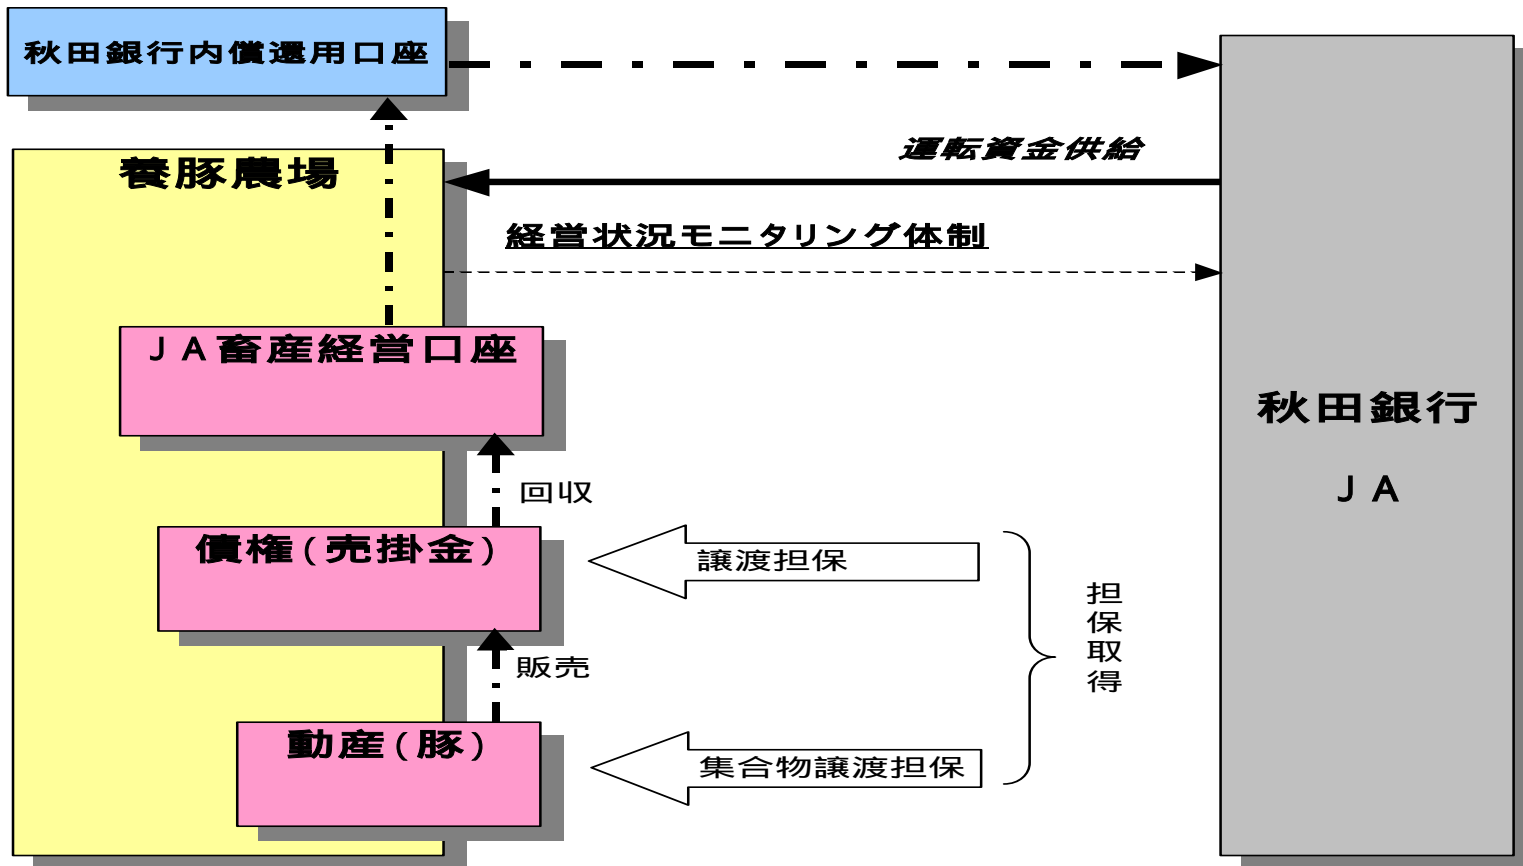 秋田銀行内償還用口座
運転資金供給
養豚農場
経営状況モニタリング体制
ＪＡ畜産経営口座
秋田銀行
ＪＡ
回収
債権(売掛金)
譲渡担保
担保取得
販売
動産(豚)
集合物譲渡担保